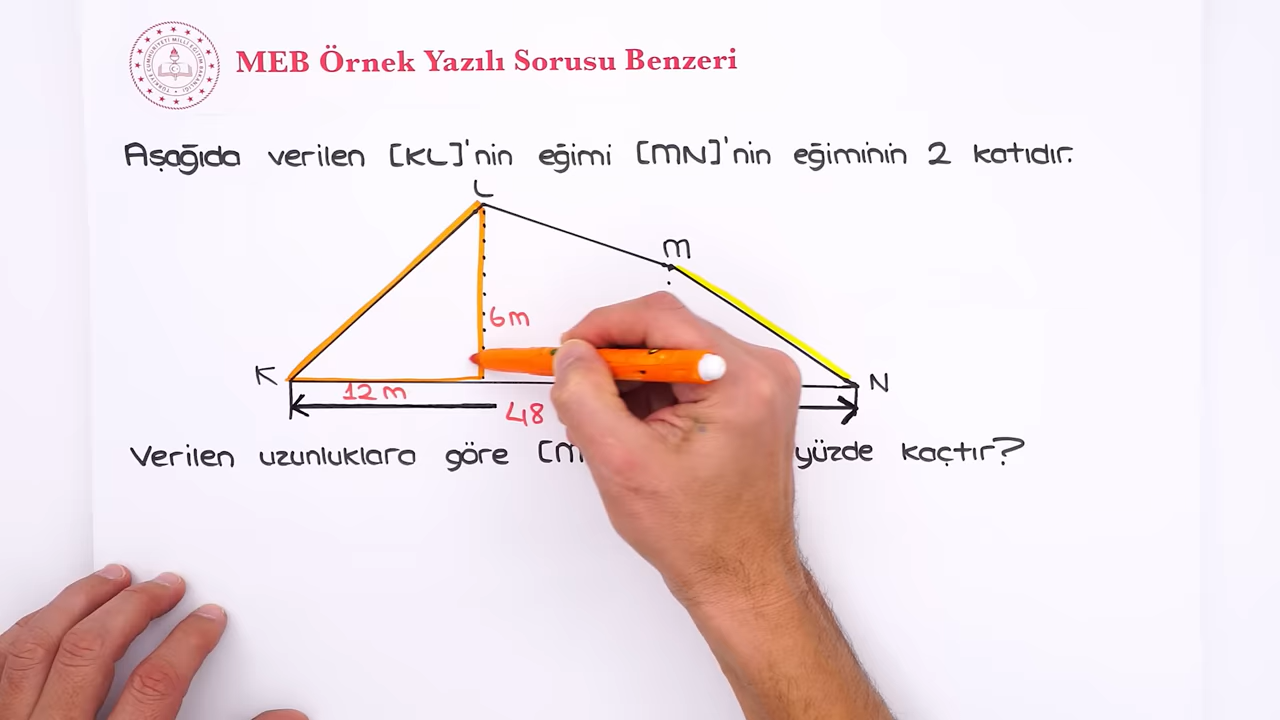 MEB Örnek Yazılı Sorusu Benzeri
Aşağıda verilen [KL]'nin eğimi [MN]'nin eğiminin 2 katıdır.
L
M
6m
K
N
12 m
48
Verilen uzunluklara göre [m yüzde kaçtır?